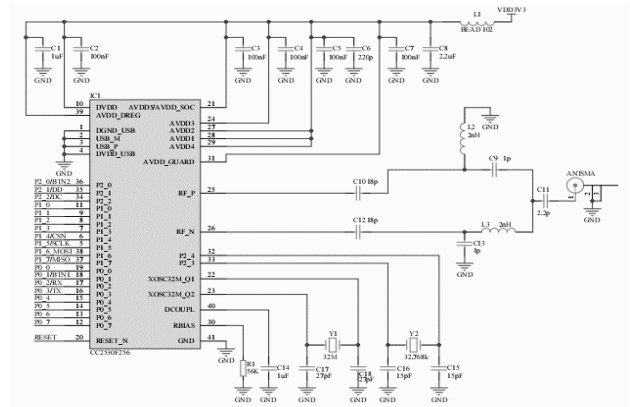 L1
VDD3V3
BEAD 102
C1
1uF
C2
100nF
C3
100nF
C4
100nF
C5
100nF
C6
220p
C7
100nF
C8
2.2uF
GND GND GND GND GND GND GND GND
IC1
10 DVDD AVDD5/AVDD_SOC 21
39 AVDD_DREG
AVDD3 24
1 DGND_USB AVDD2 27
2 USB_M AVDD1 28
3 USB_P AVDD4 29
4 DVDD_USB
AVDD_GUARD 31
GND
L2
2nH
GND
C9 1p
P2_0/BTN2 36 P2_0
P2_1/DD 35 P2_1
P2_2/DC 34 P2_2
P1_0 11 P1_0
P1_1 9 P1_1
P1_2 8 P1_2
P1_3 7 P1_3
P1_4/CSN 6 P1_4
P1_5/SCLK 5 P1_5
P1_6_MOSI 38 P1_6
P1_7/MISO 37 P1_7
P0_0 19 P0_0
P0_1/BTN1 18 P0_1
P0_2/RX 17 P0_2
P0_3/TX 16 P0_3
P0_4 15 P0_4
P0_5 14 P0_5
P0_6 13 P0_6
P0_7 12 P0_7
RESET 20 RESET_N
RF_P 25
C10 18p
RF_N 26
C12 18p
C11
2.2p
ANTSMA
1
2
3
GND
L3 2nH
C13
1p
GND
P2_4 32
P2_3 33
XOSC32M_Q1 22
XOSC32M_Q2 23
DCOUPL 40
RBIAS 30
GND 41
GND
CC2530F256
R1
56K
GND
C14
1uF
GND
Y1
32M
C17
27pF
GND
C18
27pF
GND
Y2
32.768k
C16
15pF
GND
C15
15pF
GND